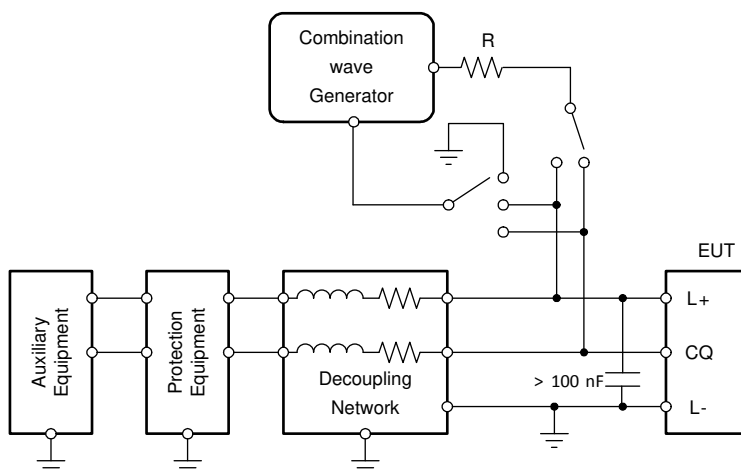 Combination
wave
Generator
R
EUT
Auxiliary
Equipment
Protection
Equipment
Decoupling
Network
L+
CQ
> 100 nF
L-